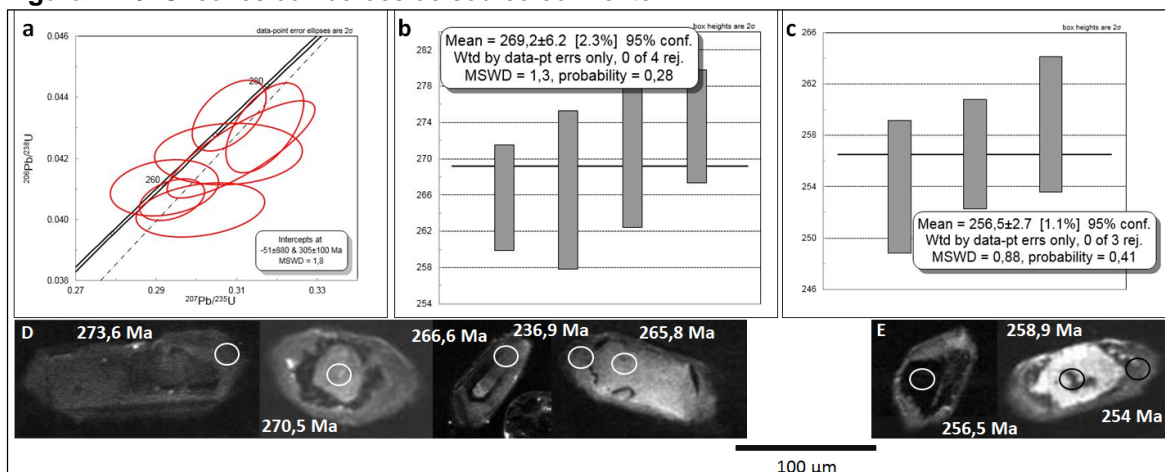 a
data-point error ellipses are 2σ
0.046
0.044
0.042
0.040
0.038
280
260
206Pb/238U
Intercepts at
-51±880 & 305±100 Ma
MSWD = 1,8
0.27
0.29
0.31
0.33
207Pb/235U
b
box heights are 2σ
Mean = 269,2±6.2 [2.3%] 95% conf.
Wtd by data-pt errs only, 0 of 4 rej.
MSWD = 1,3, probability = 0,28
282
278
274
270
266
262
258
254
c
box heights are 2σ
266
262
258
254
250
246
Mean = 256,5±2.7 [1.1%] 95% conf.
Wtd by data-pt errs only, 0 of 3 rej.
MSWD = 0,88, probability = 0,41
D
273,6 Ma
270,5 Ma
266,6 Ma
236,9 Ma
265,8 Ma
E
256,5 Ma
258,9 Ma
254 Ma
100 µm